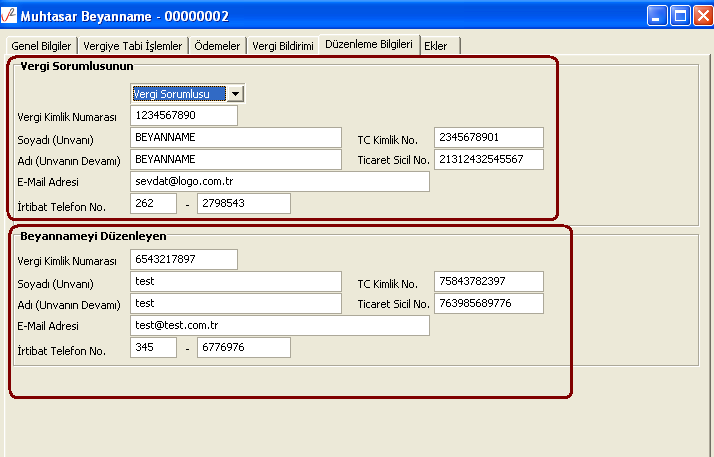 Muhtasar Beyanname - 00000002
Genel Bilgiler Vergiye Tabi İşlemler Ödemeler Vergi Bildirimi Düzenleme Bilgileri Ekler
Vergi Sorumlusunun
Vergi Sorumlusu
Vergi Kimlik Numarası 1234567890
Soyadı (Unvanı) BEYANNAME TC Kimlik No. 2345678901
Adı (Unvanın Devamı) BEYANNAME Ticaret Sicil No. 21312432545567
E-Mail Adresi sevdat@logo.com.tr
İrtibat Telefon No. 262 - 2798543
Beyannameyi Düzenleyen
Vergi Kimlik Numarası 6543217897
Soyadı (Unvanı) test TC Kimlik No. 75843782397
Adı (Unvanın Devamı) test Ticaret Sicil No. 763985689776
E-Mail Adresi test@test.com.tr
İrtibat Telefon No. 345 - 6776976